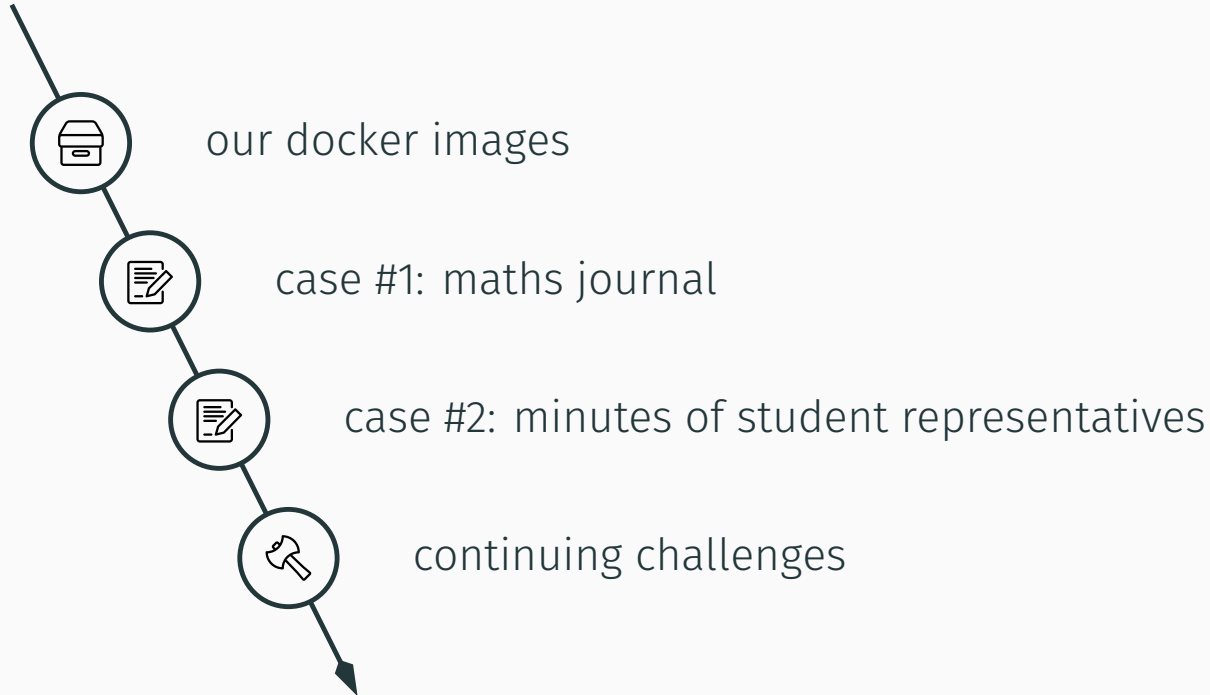 our docker images
case #1: maths journal
case #2: minutes of student representatives
continuing challenges